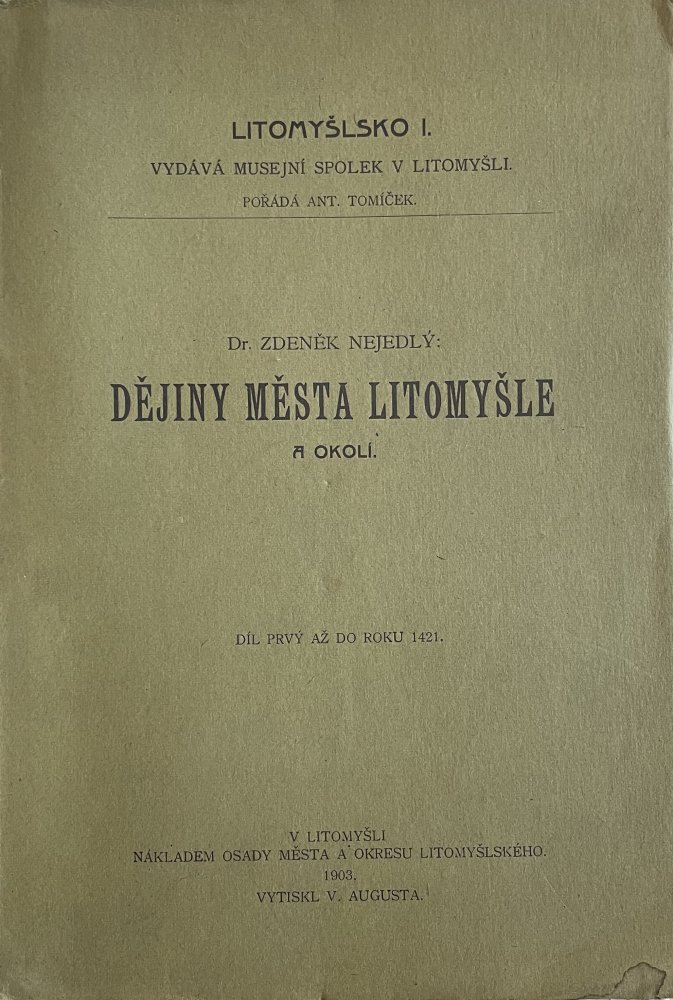 LITOMYŠLSKO I.
VYDÁVÁ MUSEJNÍ SPOLEK V LITOMYŠLI.
POŘÁDÁ ANT. TOMÍČEK.
Dr. ZDENĚK NEJEDLÝ:
DĚJINY MĚSTA LITOMYŠLE
A OKOLÍ.
DÍL PRVÝ AŽ DO ROKU 1421.
V LITOMYŠLI
NÁKLADEM OSADY MĚSTA A OKRESU LITOMYŠLSKÉHO.
1903.
VYTISKL V. AUGUSTA.